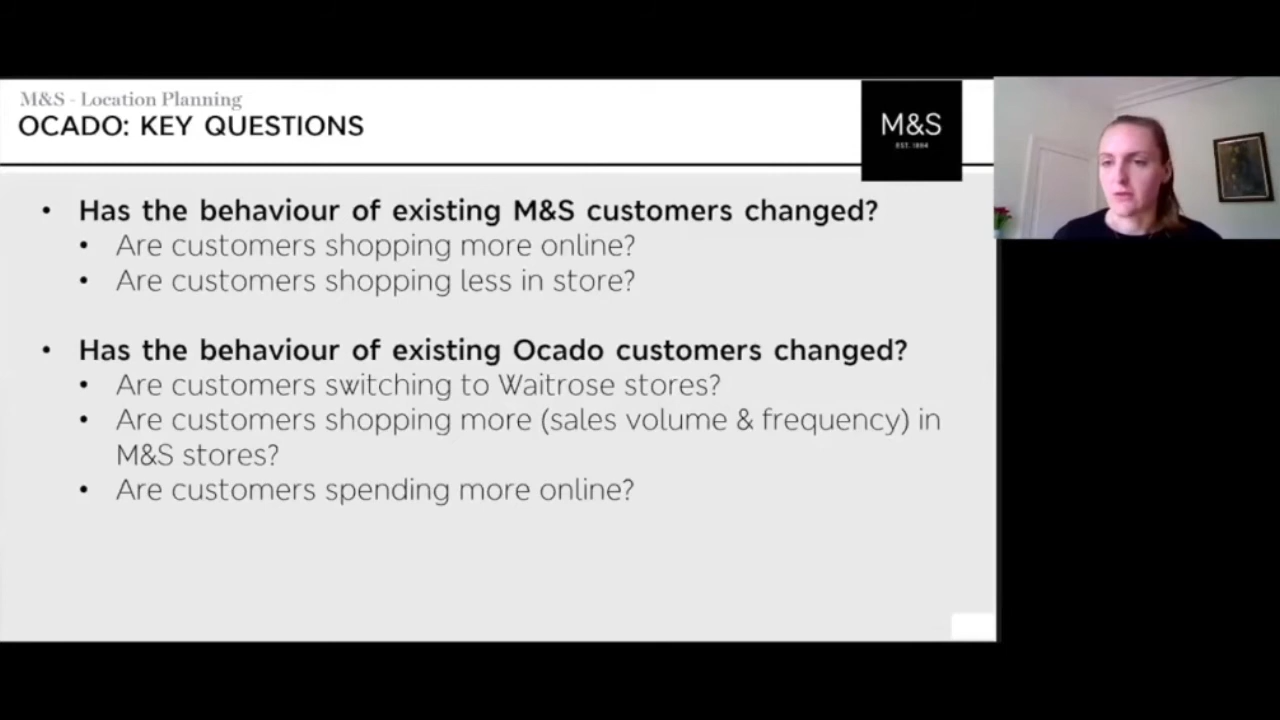 M&S - Location Planning
OCADO: KEY QUESTIONS
M&S
EST. 1884
• Has the behaviour of existing M&S customers changed?
• Are customers shopping more online?
• Are customers shopping less in store?
• Has the behaviour of existing Ocado customers changed?
• Are customers switching to Waitrose stores?
• Are customers shopping more (sales volume & frequency) in
M&S stores?
• Are customers spending more online?